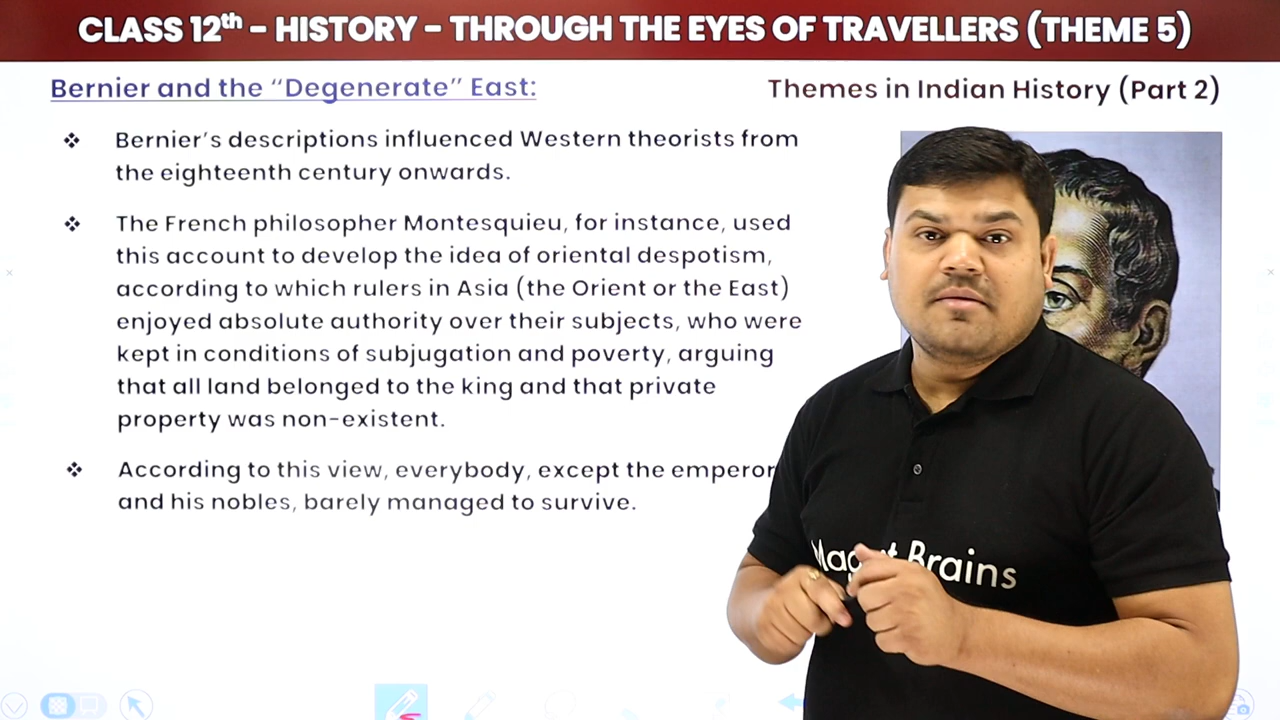 CLASS 12th - HISTORY - THROUGH THE EYES OF TRAVELLERS (THEME 5)
Bernier and the “Degenerate” East:
Themes in Indian History (Part 2)
❖ Bernier’s descriptions influenced Western theorists from
the eighteenth century onwards.
❖ The French philosopher Montesquieu, for instance, used
this account to develop the idea of oriental despotism,
according to which rulers in Asia (the Orient or the East)
enjoyed absolute authority over their subjects, who were
kept in conditions of subjugation and poverty, arguing
that all land belonged to the king and that private
property was non-existent.
❖ According to this view, everybody, except the emperor
and his nobles, barely managed to survive.
Brains